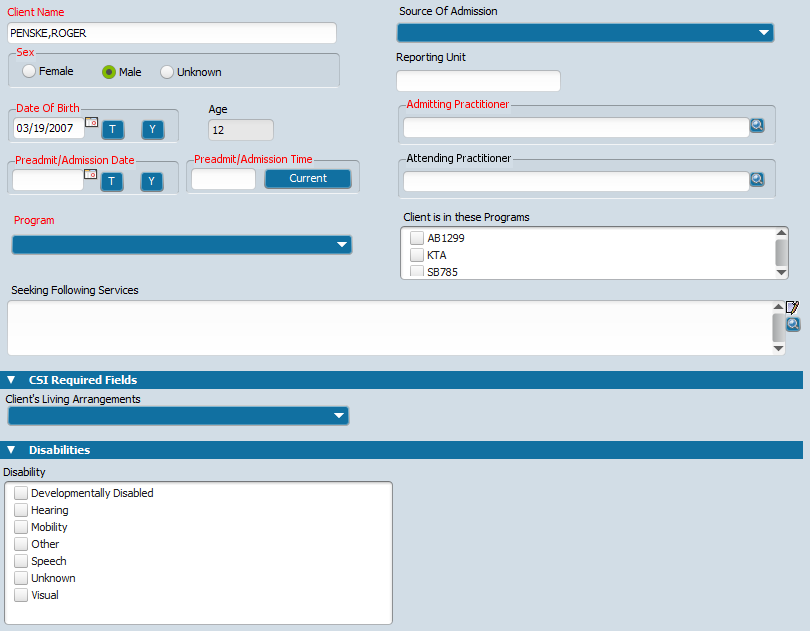 Client Name
PENSKE,ROGER
Sex
Female
Male
Unknown
Date Of Birth
03/19/2007
T
Y
Age
12
Preadmit/Admission Date
T
Y
Preadmit/Admission Time
Current
Program
Source Of Admission
Reporting Unit
Admitting Practitioner
Attending Practitioner
Client is in these Programs
AB1299
KTA
SB785
Seeking Following Services
CSI Required Fields
Client's Living Arrangements
Disabilities
Disability
Developmentally Disabled
Hearing
Mobility
Other
Speech
Unknown
Visual